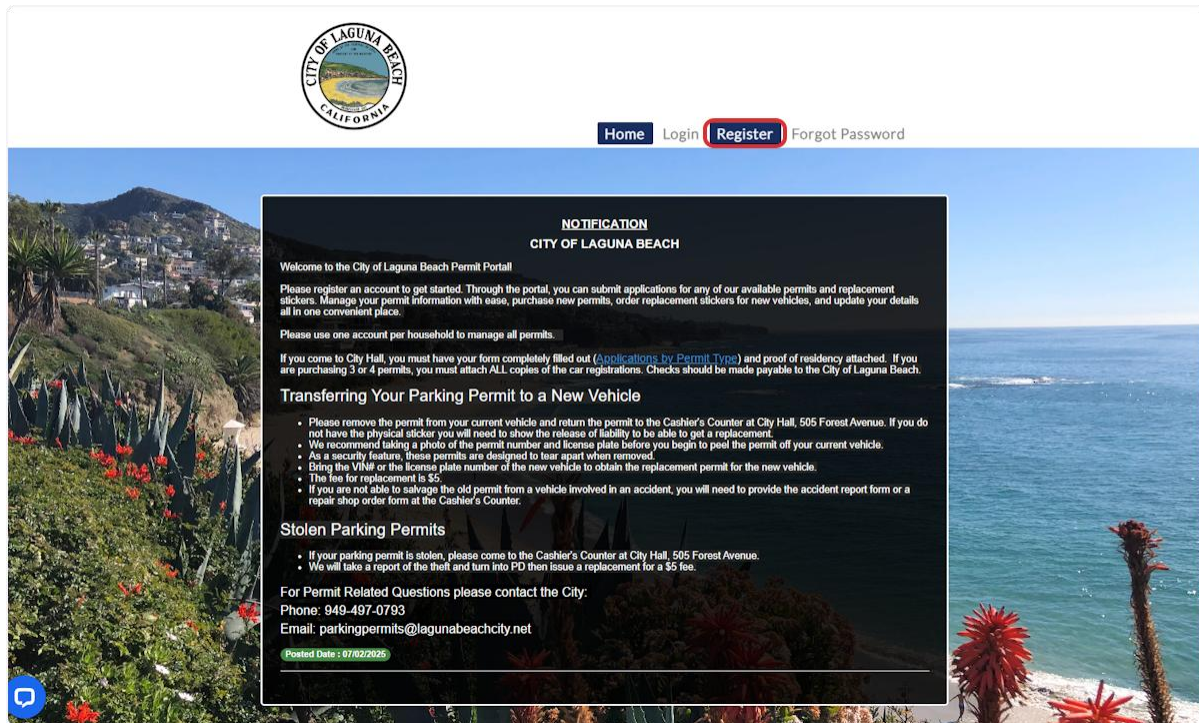 CITY OF LAGUNA BEACH
CALIFORNIA
Home Login Register Forgot Password
NOTIFICATION
CITY OF LAGUNA BEACH
Welcome to the City of Laguna Beach Permit Portal!
Please register an account to get started. Through the portal, you can submit applications for any of our available permits and replacement
stickers. Manage your permit information with ease, purchase new permits, order replacement stickers for new vehicles, and update your details
all in one convenient place.
Please use one account per household to manage all permits.
If you come to City Hall, you must have your form completely filled out (Applications by Permit Type) and proof of residency attached. If you
are purchasing 3 or 4 permits, you must attach ALL copies of the car registrations. Checks should be made payable to the City of Laguna Beach.
Transferring Your Parking Permit to a New Vehicle
• Please remove the permit from your current vehicle and return the permit to the Cashier's Counter at City Hall, 505 Forest Avenue. If you do
not have the physical sticker you will need to show the release of liability to be able to get a replacement.
• We recommend taking a photo of the permit number and license plate before you begin to peel the permit off your current vehicle.
• As a security feature, these permits are designed to tear apart when removed.
• Bring the VIN# or the license plate number of the new vehicle to obtain the replacement permit for the new vehicle.
• The fee for replacement is $5.
• If you are not able to salvage the old permit from a vehicle involved in an accident, you will need to provide the accident report form or a
repair shop order form at the Cashier's Counter.
Stolen Parking Permits
• If your parking permit is stolen, please come to the Cashier's Counter at City Hall, 505 Forest Avenue.
• We will take a report of the theft and turn into PD then issue a replacement for a $5 fee.
For Permit Related Questions please contact the City:
Phone: 949-497-0793
Email: parkingpermits@lagunabeachcity.net
Posted Date : 07/02/2025